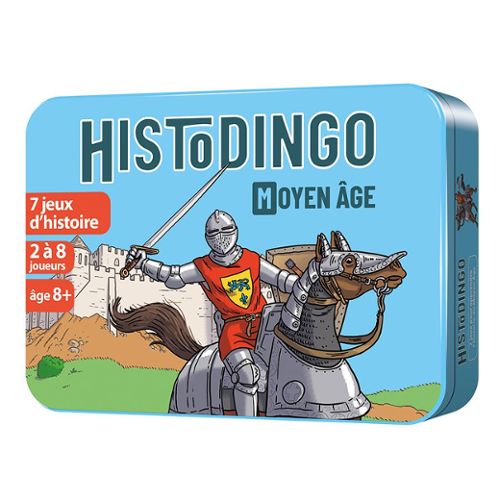 HISTODINGO
MOYEN ÂGE
7 jeux
d'histoire
2 à 8
joueurs
âge 8+
HISTODINGO